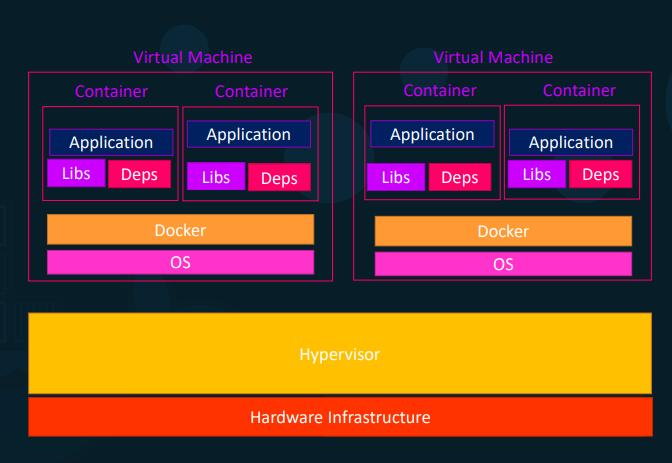 Virtual Machine Virtual Machine
Container Container Container Container
Application Application Application Application
Libs Deps Libs Deps Libs Deps Libs Deps
Docker Docker
OS OS
Hypervisor
Hardware Infrastructure